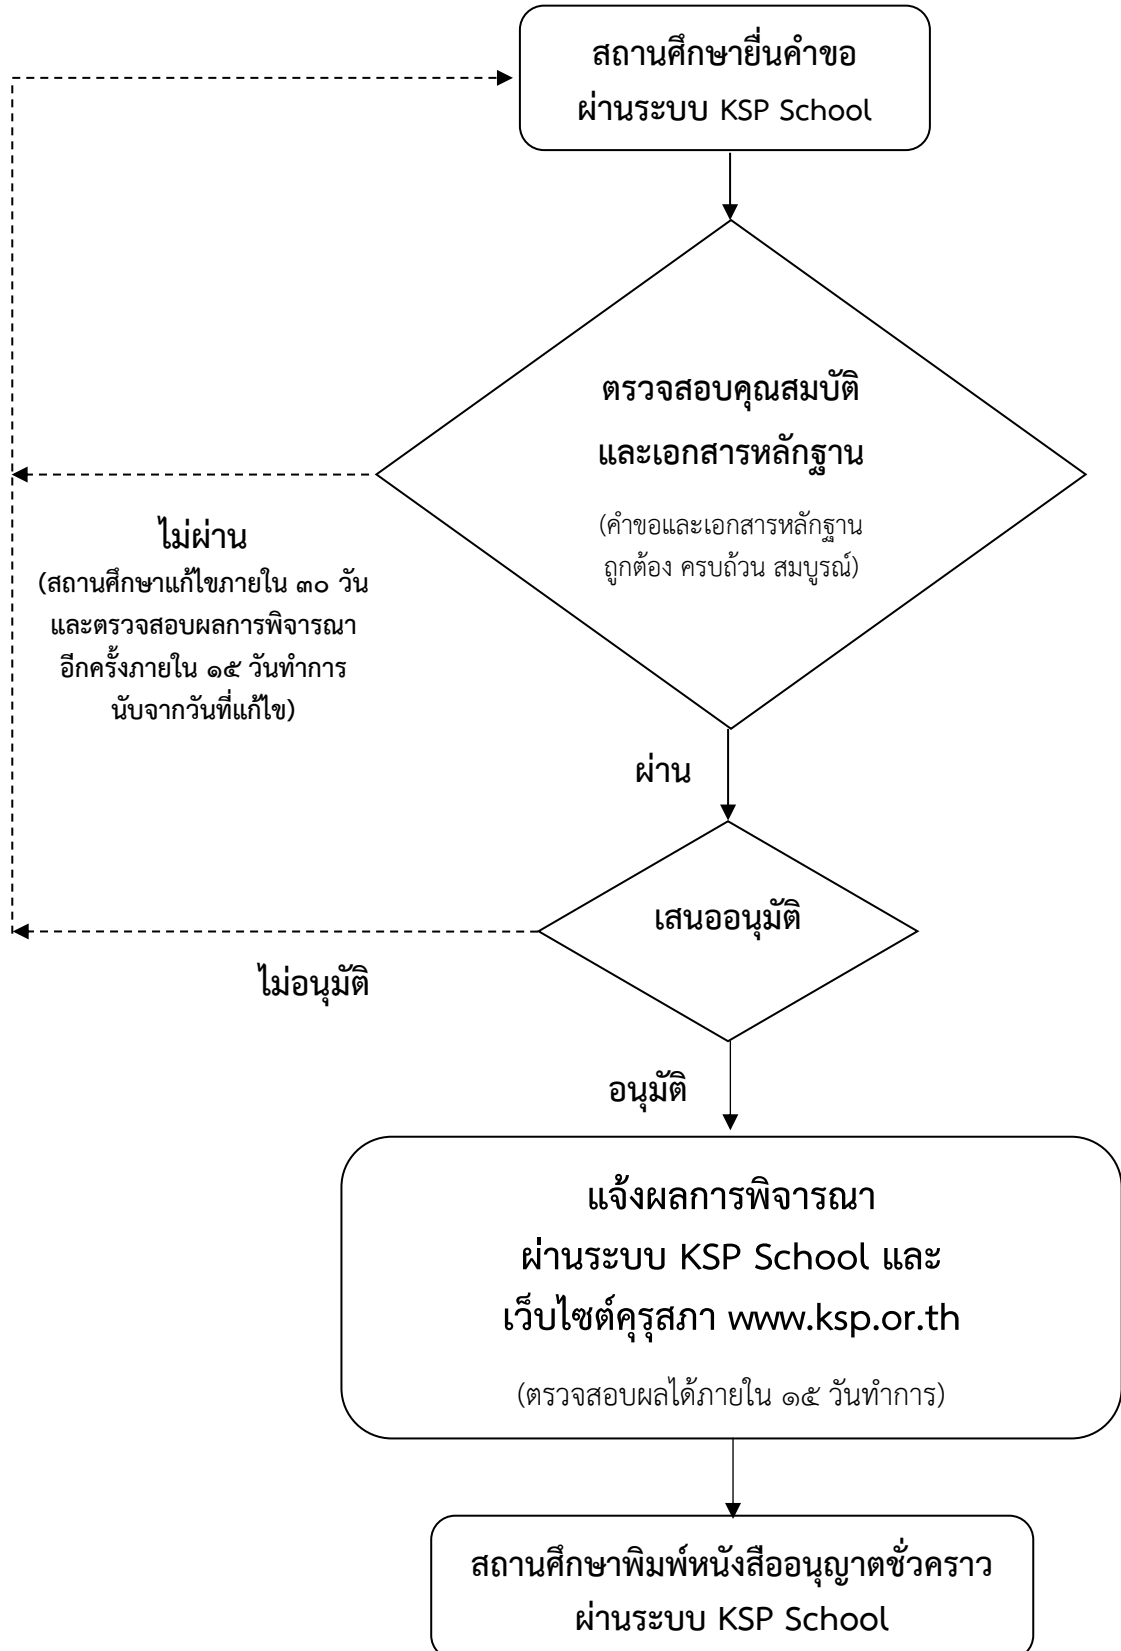 สถานศึกษายื่นคำขอ
ผ่านระบบ KSP School
ตรวจสอบคุณสมบัติ
และเอกสารหลักฐาน
(คำขอและเอกสารหลักฐาน
ถูกต้อง ครบถ้วน สมบูรณ์)
ไม่ผ่าน
(สถานศึกษาแก้ไขภายใน ๓๐ วัน
และตรวจสอบผลการพิจารณา
อีกครั้งภายใน ๑๕ วันทำการ
นับจากวันที่แก้ไข)
ผ่าน
เสนออนุมัติ
ไม่อนุมัติ
อนุมัติ
แจ้งผลการพิจารณา
ผ่านระบบ KSP School และ
เว็บไซต์คุรุสภา www.ksp.or.th
(ตรวจสอบผลได้ภายใน ๑๕ วันทำการ)
สถานศึกษาพิมพ์หนังสืออนุญาตชั่วคราว
ผ่านระบบ KSP School